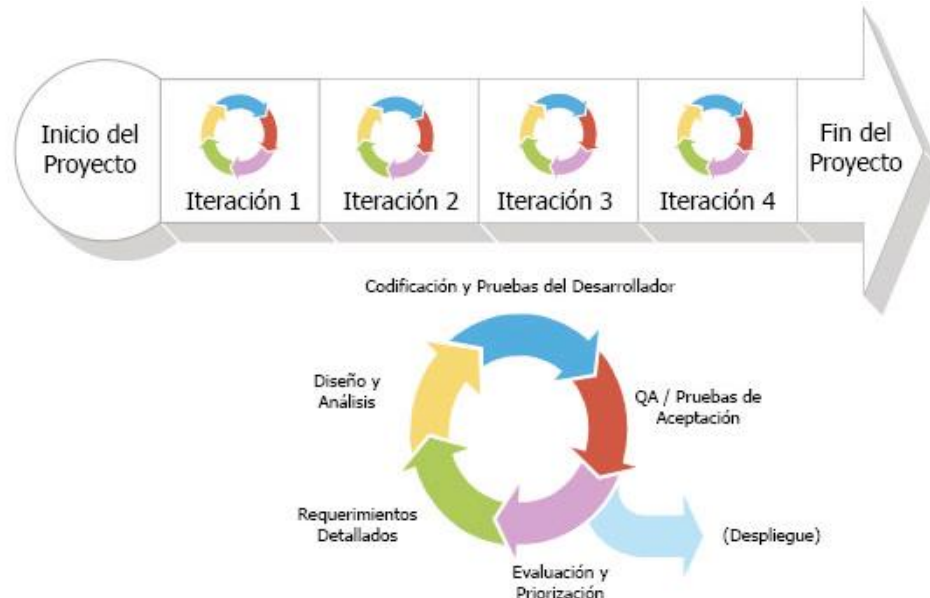 Inicio del
Proyecto
Iteración 1
Iteración 2
Iteración 3
Iteración 4
Fin del
Proyecto
Codificación y Pruebas del Desarrollador
Diseño y
Análisis
QA / Pruebas de
Aceptación
Requerimientos
Detallados
(Despliegue)
Evaluación y
Priorización